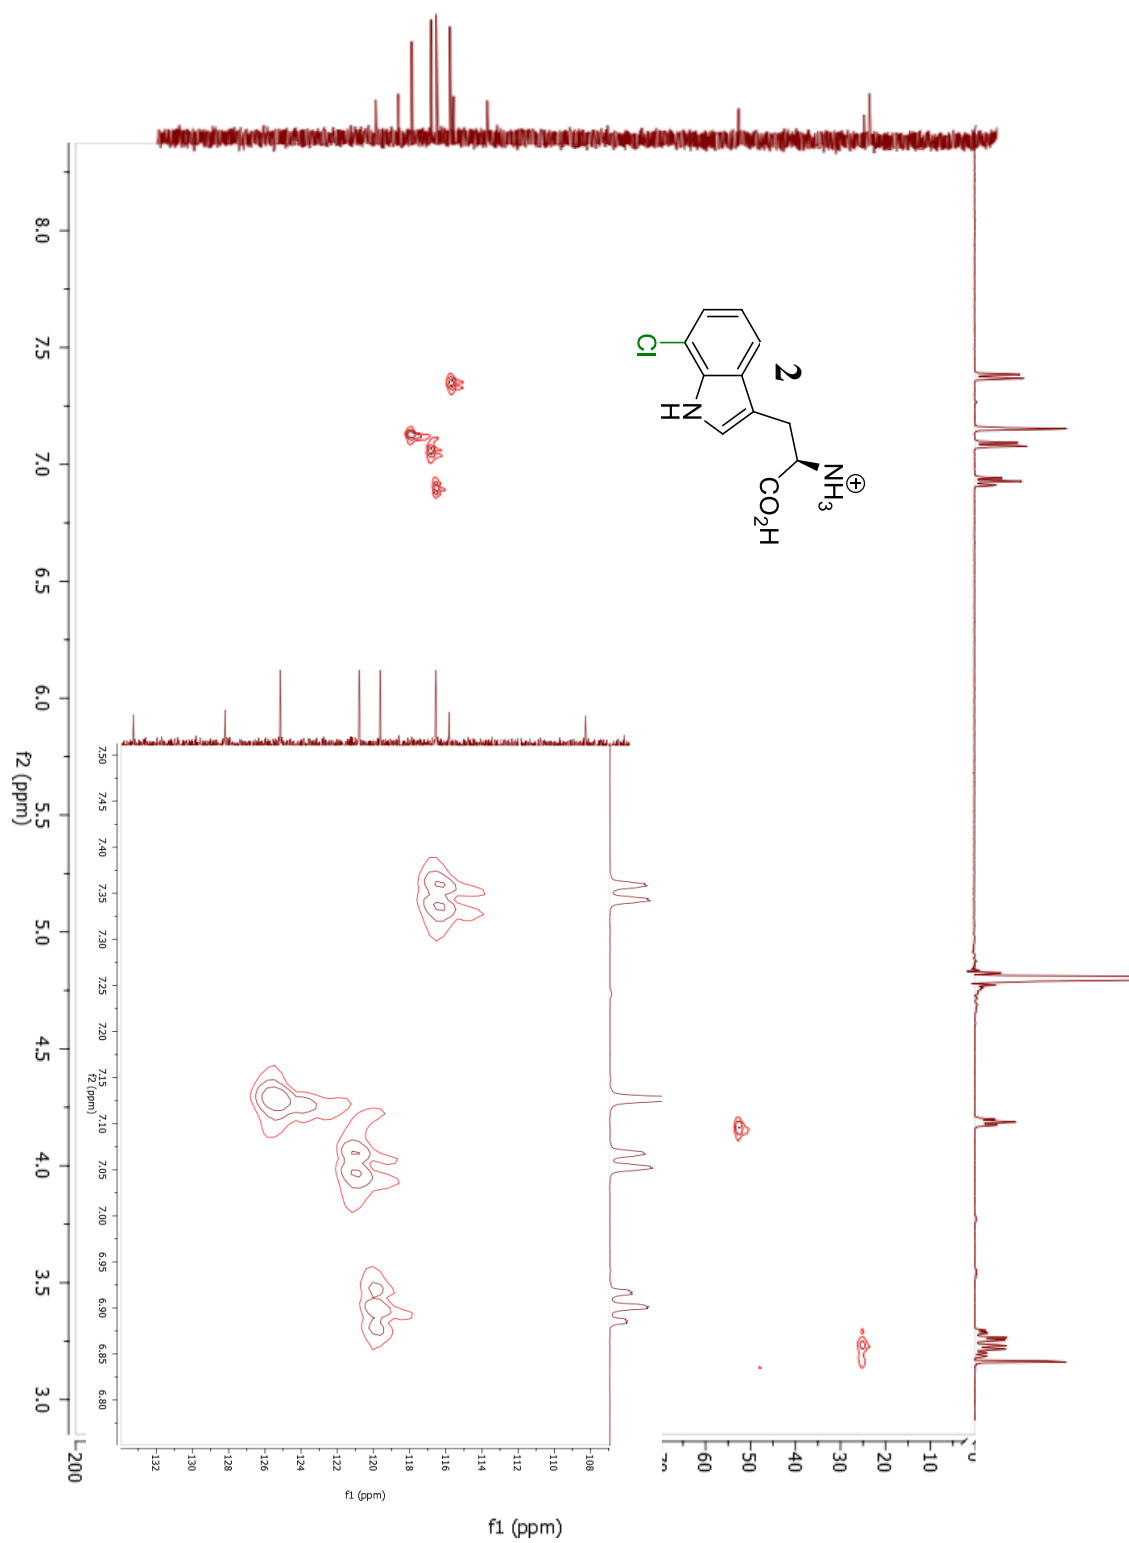 2
Cl
N
H
NH3
⊕
CO2H
8.0 7.5 7.0 6.5 6.0 5.5 5.0 4.5 4.0 3.5 3.0
f2 (ppm)
7.50 7.45 7.40 7.35 7.30 7.25 7.20 7.15 7.10 7.05 7.00 6.95 6.90 6.85 6.80
f2 (ppm)
132 130 128 126 124 122 120 118 116 114 112 110 108
f1 (ppm)
200 60 50 40 30 20 10
f1 (ppm)